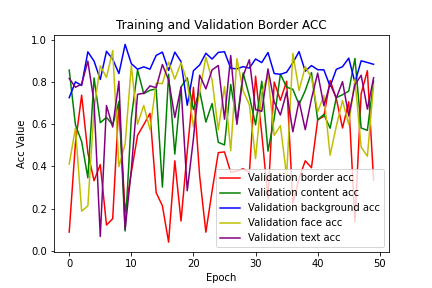 Training and Validation Border ACC
1.0
0.8
0.6
0.4
0.2
0.0
Acc Value
Validation border acc
Validation content acc
Validation background acc
Validation face acc
Validation text acc
0 10 20 30 40 50
Epoch